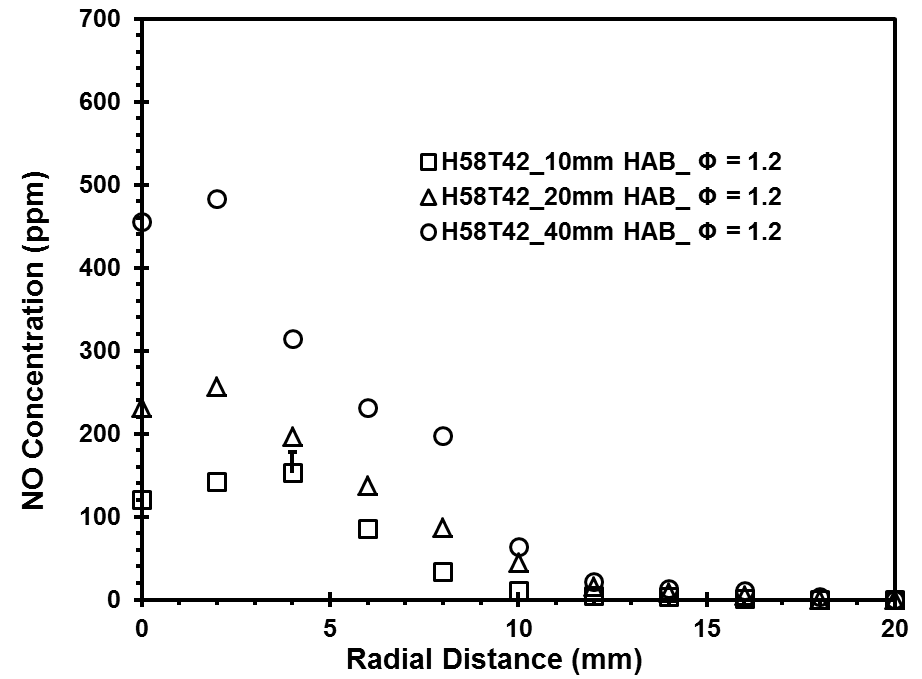 700
600
500
400
300
200
100
0
NO Concentration (ppm)
H58T42_10mm HAB_ Φ = 1.2
H58T42_20mm HAB_ Φ = 1.2
H58T42_40mm HAB_ Φ = 1.2
0 5 10 15 20
Radial Distance (mm)